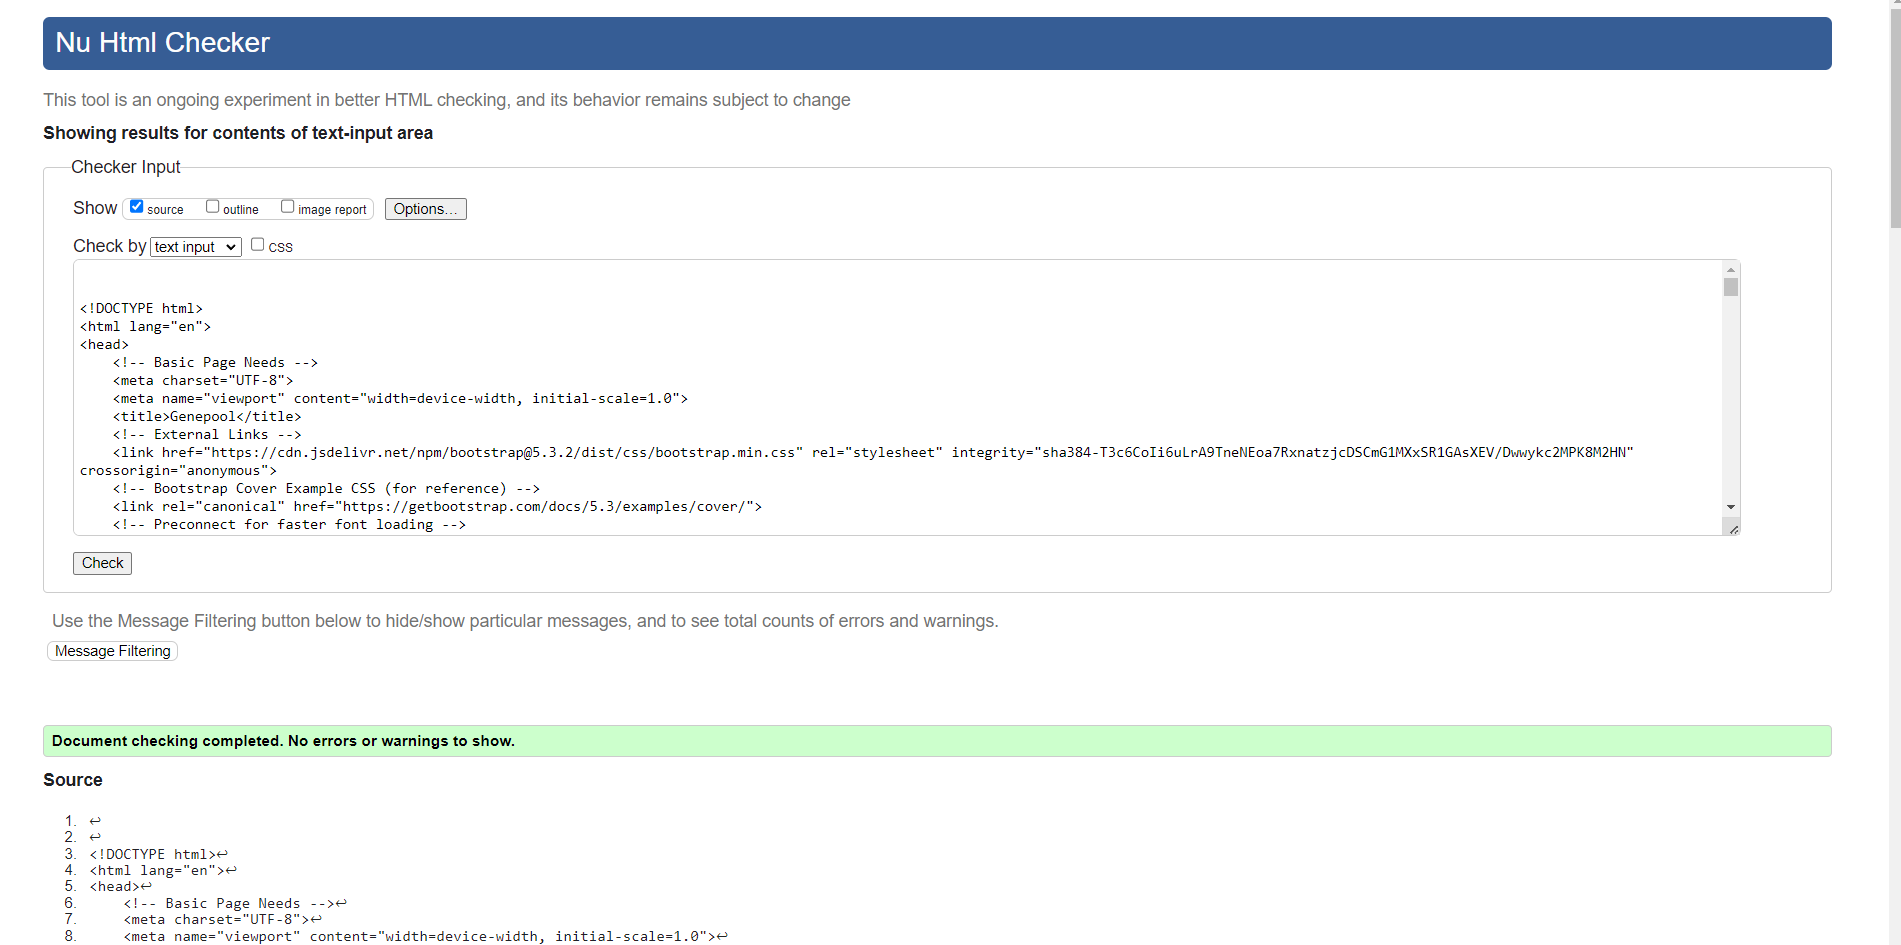 Nu Html Checker
This tool is an ongoing experiment in better HTML checking, and its behavior remains subject to change
Showing results for contents of text-input area
Checker Input
Show source outline image report Options...
Check by text input CSS
<!DOCTYPE html>
<html lang="en">
<head>
    <!-- Basic Page Needs -->
    <meta charset="UTF-8">
    <meta name="viewport" content="width=device-width, initial-scale=1.0">
    <title>Genepool</title>
    <!-- External Links -->
    <link href="https://cdn.jsdelivr.net/npm/bootstrap@5.3.2/dist/css/bootstrap.min.css" rel="stylesheet" integrity="sha384-T3c6CoIi6uLrA9TneNEoa7RxnatzjcDSCmG1MXxSR1GAsXEV/Dwwykc2MPK8M2HN"
crossorigin="anonymous">
    <!-- Bootstrap Cover Example CSS (for reference) -->
    <link rel="canonical" href="https://getbootstrap.com/docs/5.3/examples/cover/">
    <!-- Preconnect for faster font loading -->
Check
Use the Message Filtering button below to hide/show particular messages, and to see total counts of errors and warnings.
Message Filtering
Document checking completed. No errors or warnings to show.
Source
1. ↩
2. ↩
3. <!DOCTYPE html>↩
4. <html lang="en">↩
5. <head>↩
6.     <!-- Basic Page Needs -->↩
7.     <meta charset="UTF-8">↩
8.     <meta name="viewport" content="width=device-width, initial-scale=1.0">↩